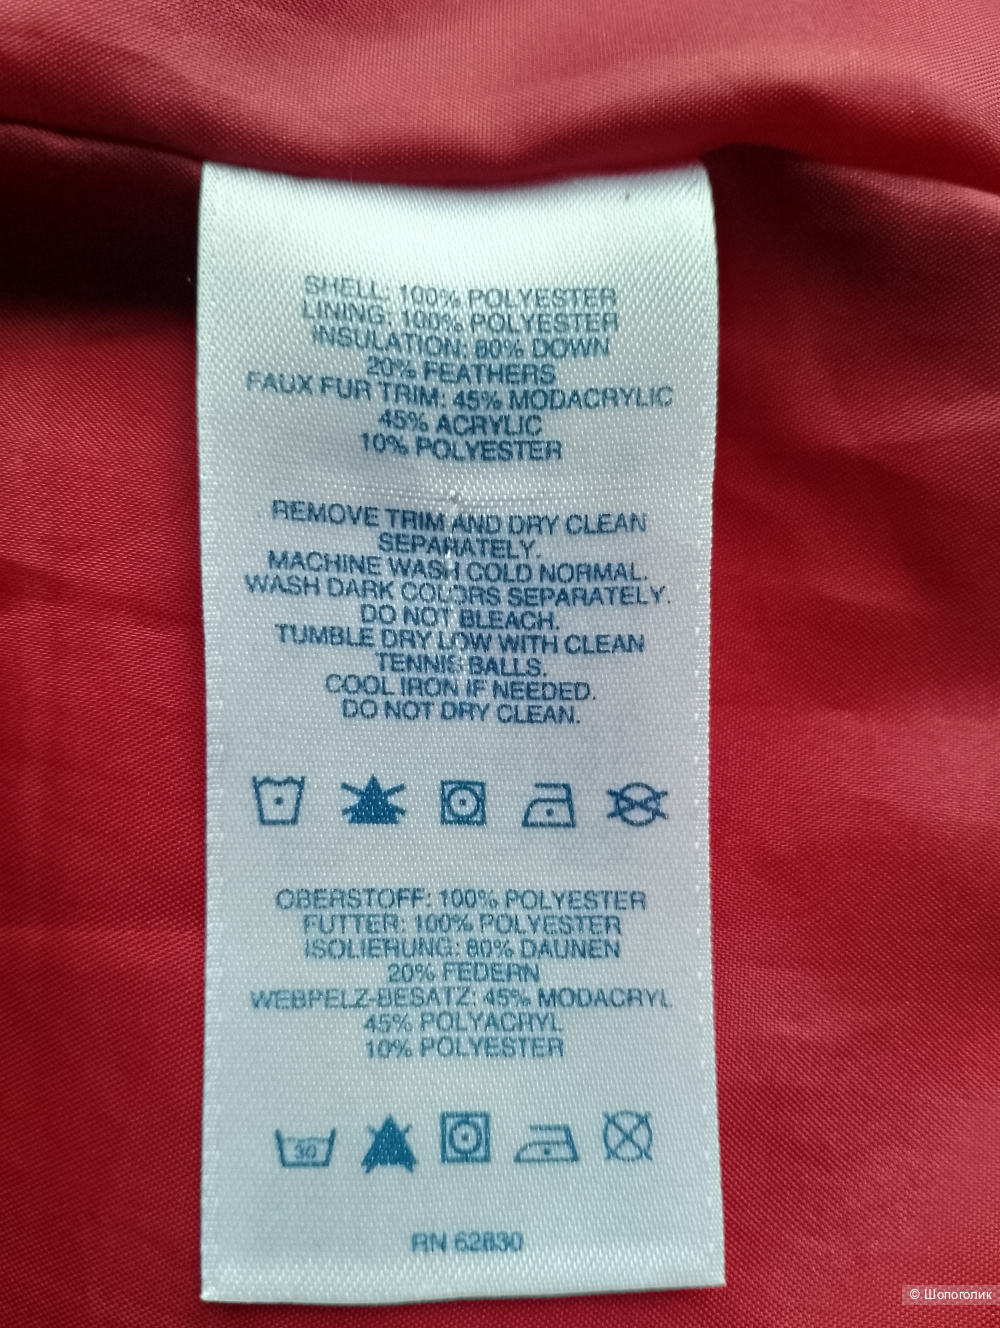 SHELL: 100% POLYESTER
LINING: 100% POLYESTER
INSULATION: 80% DOWN
20% FEATHERS
FAUX FUR TRIM: 45% MODACRYLIC
45% ACRYLIC
10% POLYESTER
REMOVE TRIM AND DRY CLEAN
SEPARATELY.
MACHINE WASH COLD NORMAL.
WASH DARK COLORS SEPARATELY.
DO NOT BLEACH.
TUMBLE DRY LOW WITH CLEAN
TENNIS BALLS.
COOL IRON IF NEEDED.
DO NOT DRY CLEAN.
OBERSTOFF: 100% POLYESTER
FUTTER: 100% POLYESTER
ISOLIERUNG: 80% DAUNEN
20% FEDERN
WEBPELZ-BESATZ: 45% MODACRYL
45% POLYACRYL
10% POLYESTER
30
RN 62830
© Шопоголик